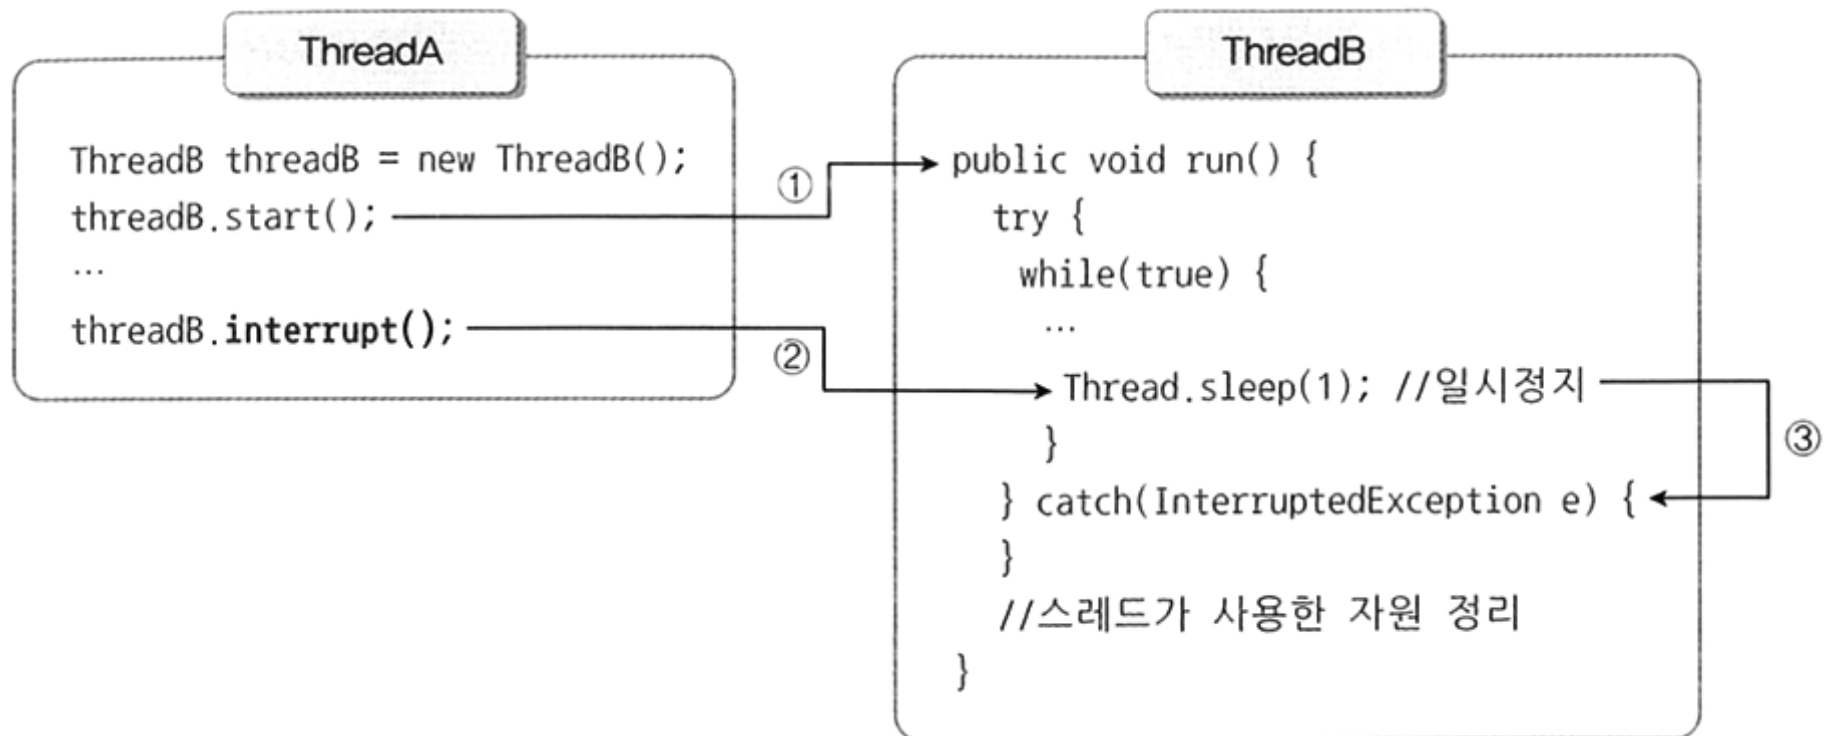 ThreadA
ThreadB threadB = new ThreadB();
threadB.start();
...
threadB.interrupt();
①
②
ThreadB
public void run() {
try {
while(true) {
...
Thread.sleep(1); //일시정지
}
} catch(InterruptedException e) {
}
//스레드가 사용한 자원 정리
}
③